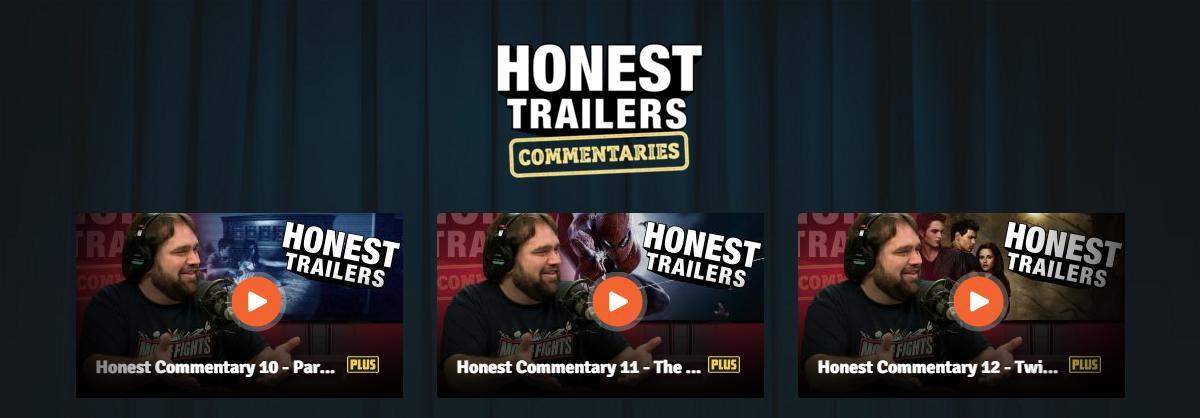 HONEST
TRAILERS
COMMENTARIES
HONEST
TRAILERS
Honest Commentary 10 - Par...
PLUS
HONEST
TRAILERS
Honest Commentary 11 - The ...
PLUS
HONEST
TRAILERS
Honest Commentary 12 - Twi...
PLUS